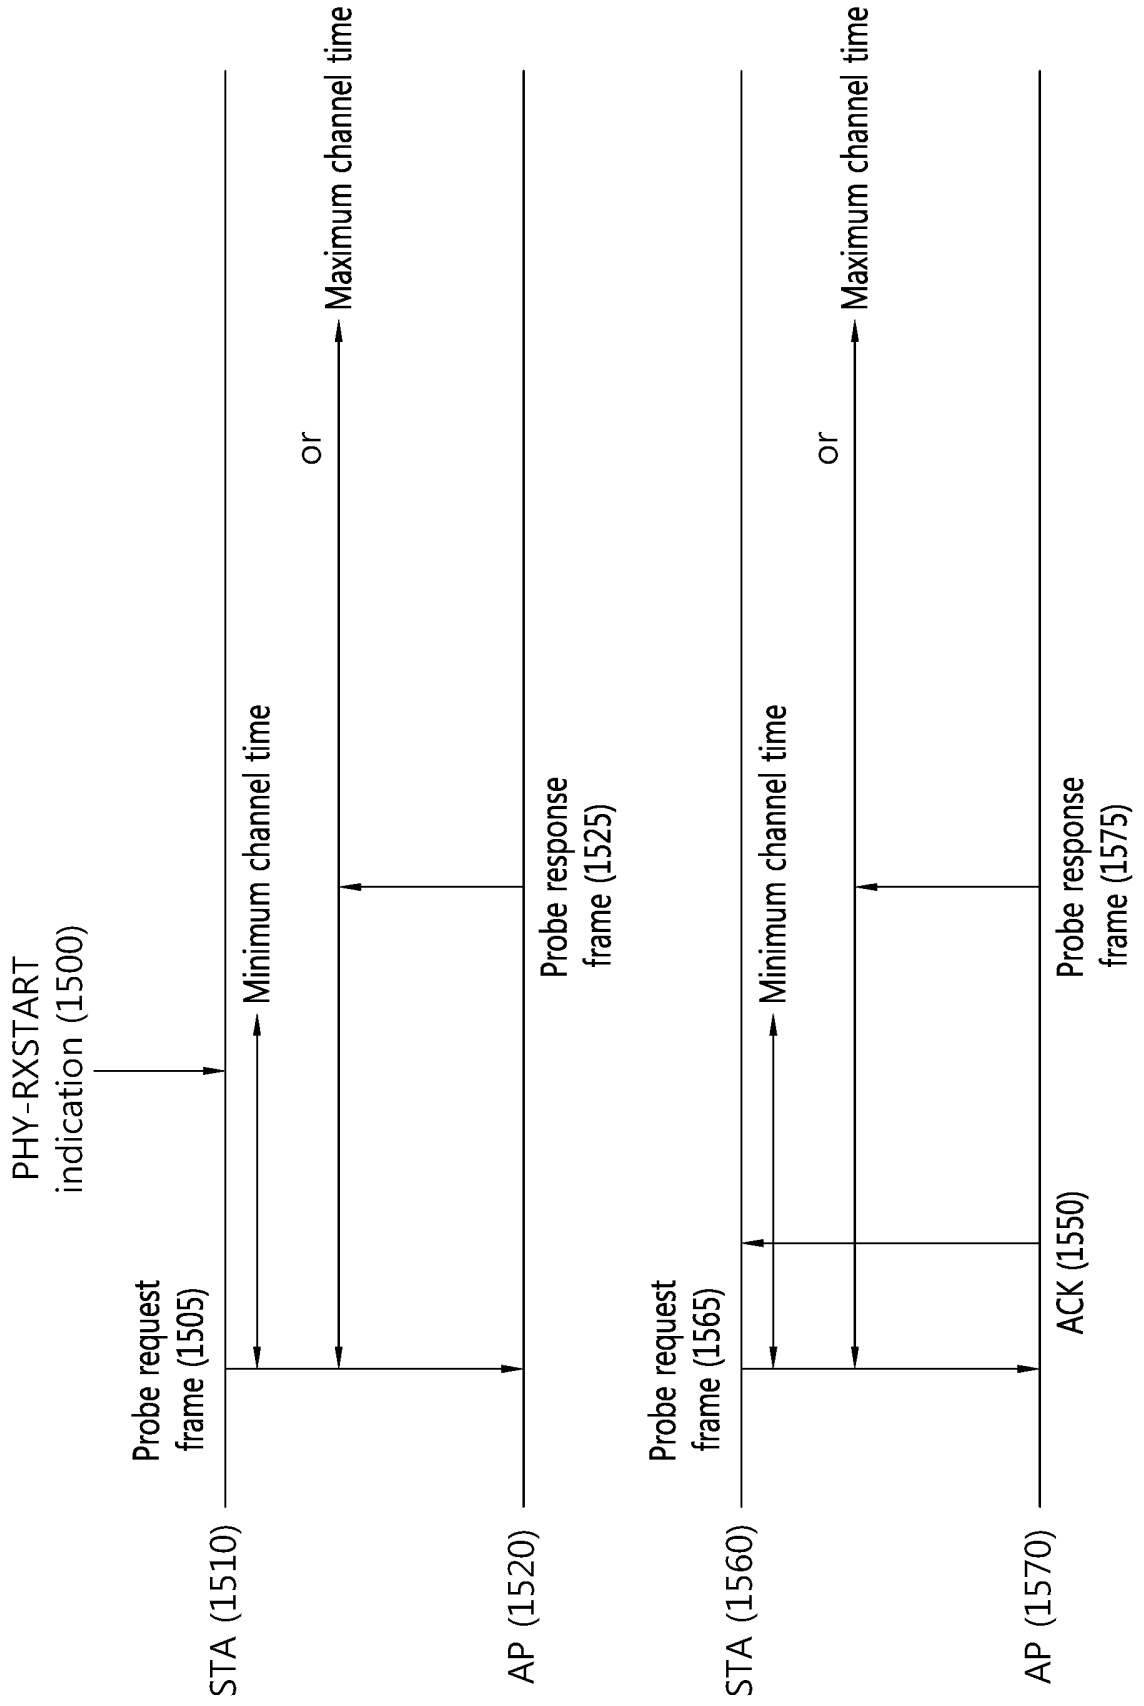 PHY-RXSTART
indication (1500)
Probe request
frame (1505)
STA (1510)
Minimum channel time
or
Maximum channel time
AP (1520)
Probe response
frame (1525)
Probe request
frame (1565)
STA (1560)
Minimum channel time
or
Maximum channel time
AP (1570)
ACK (1550)
Probe response
frame (1575)